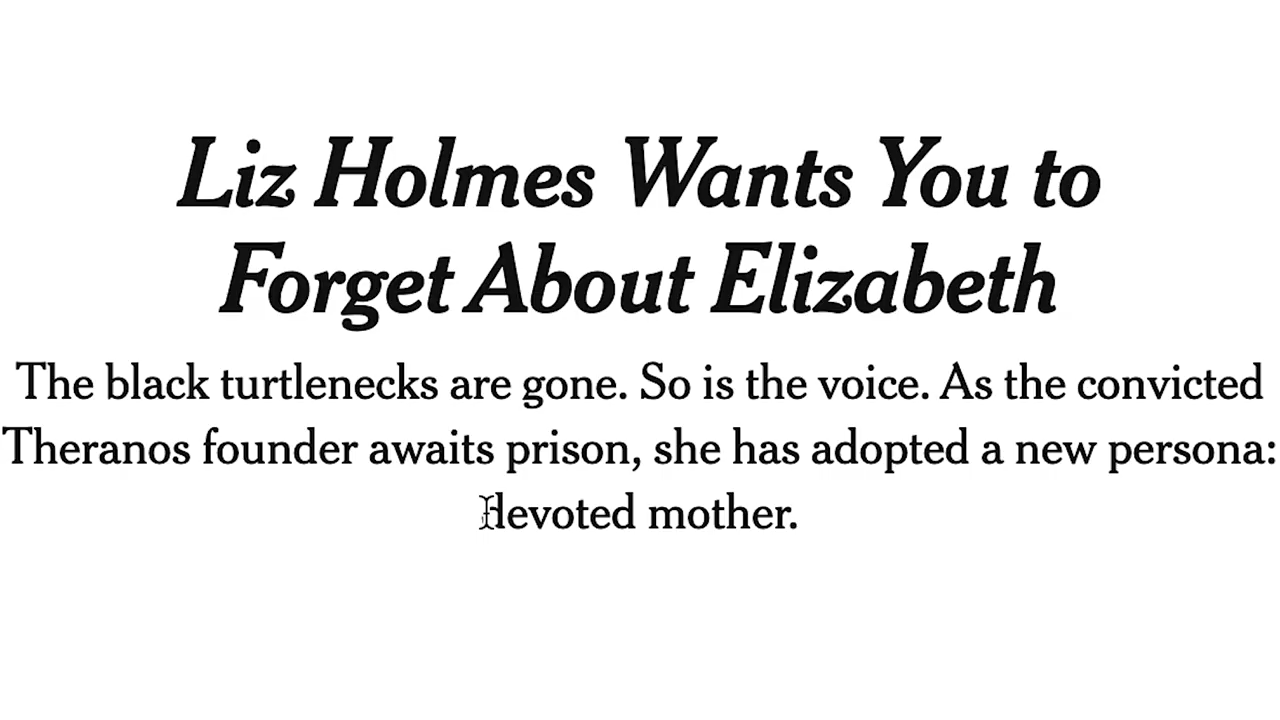 Liz Holmes Wants You to
Forget About Elizabeth
The black turtlenecks are gone. So is the voice. As the convicted
Theranos founder awaits prison, she has adopted a new persona:
devoted mother.